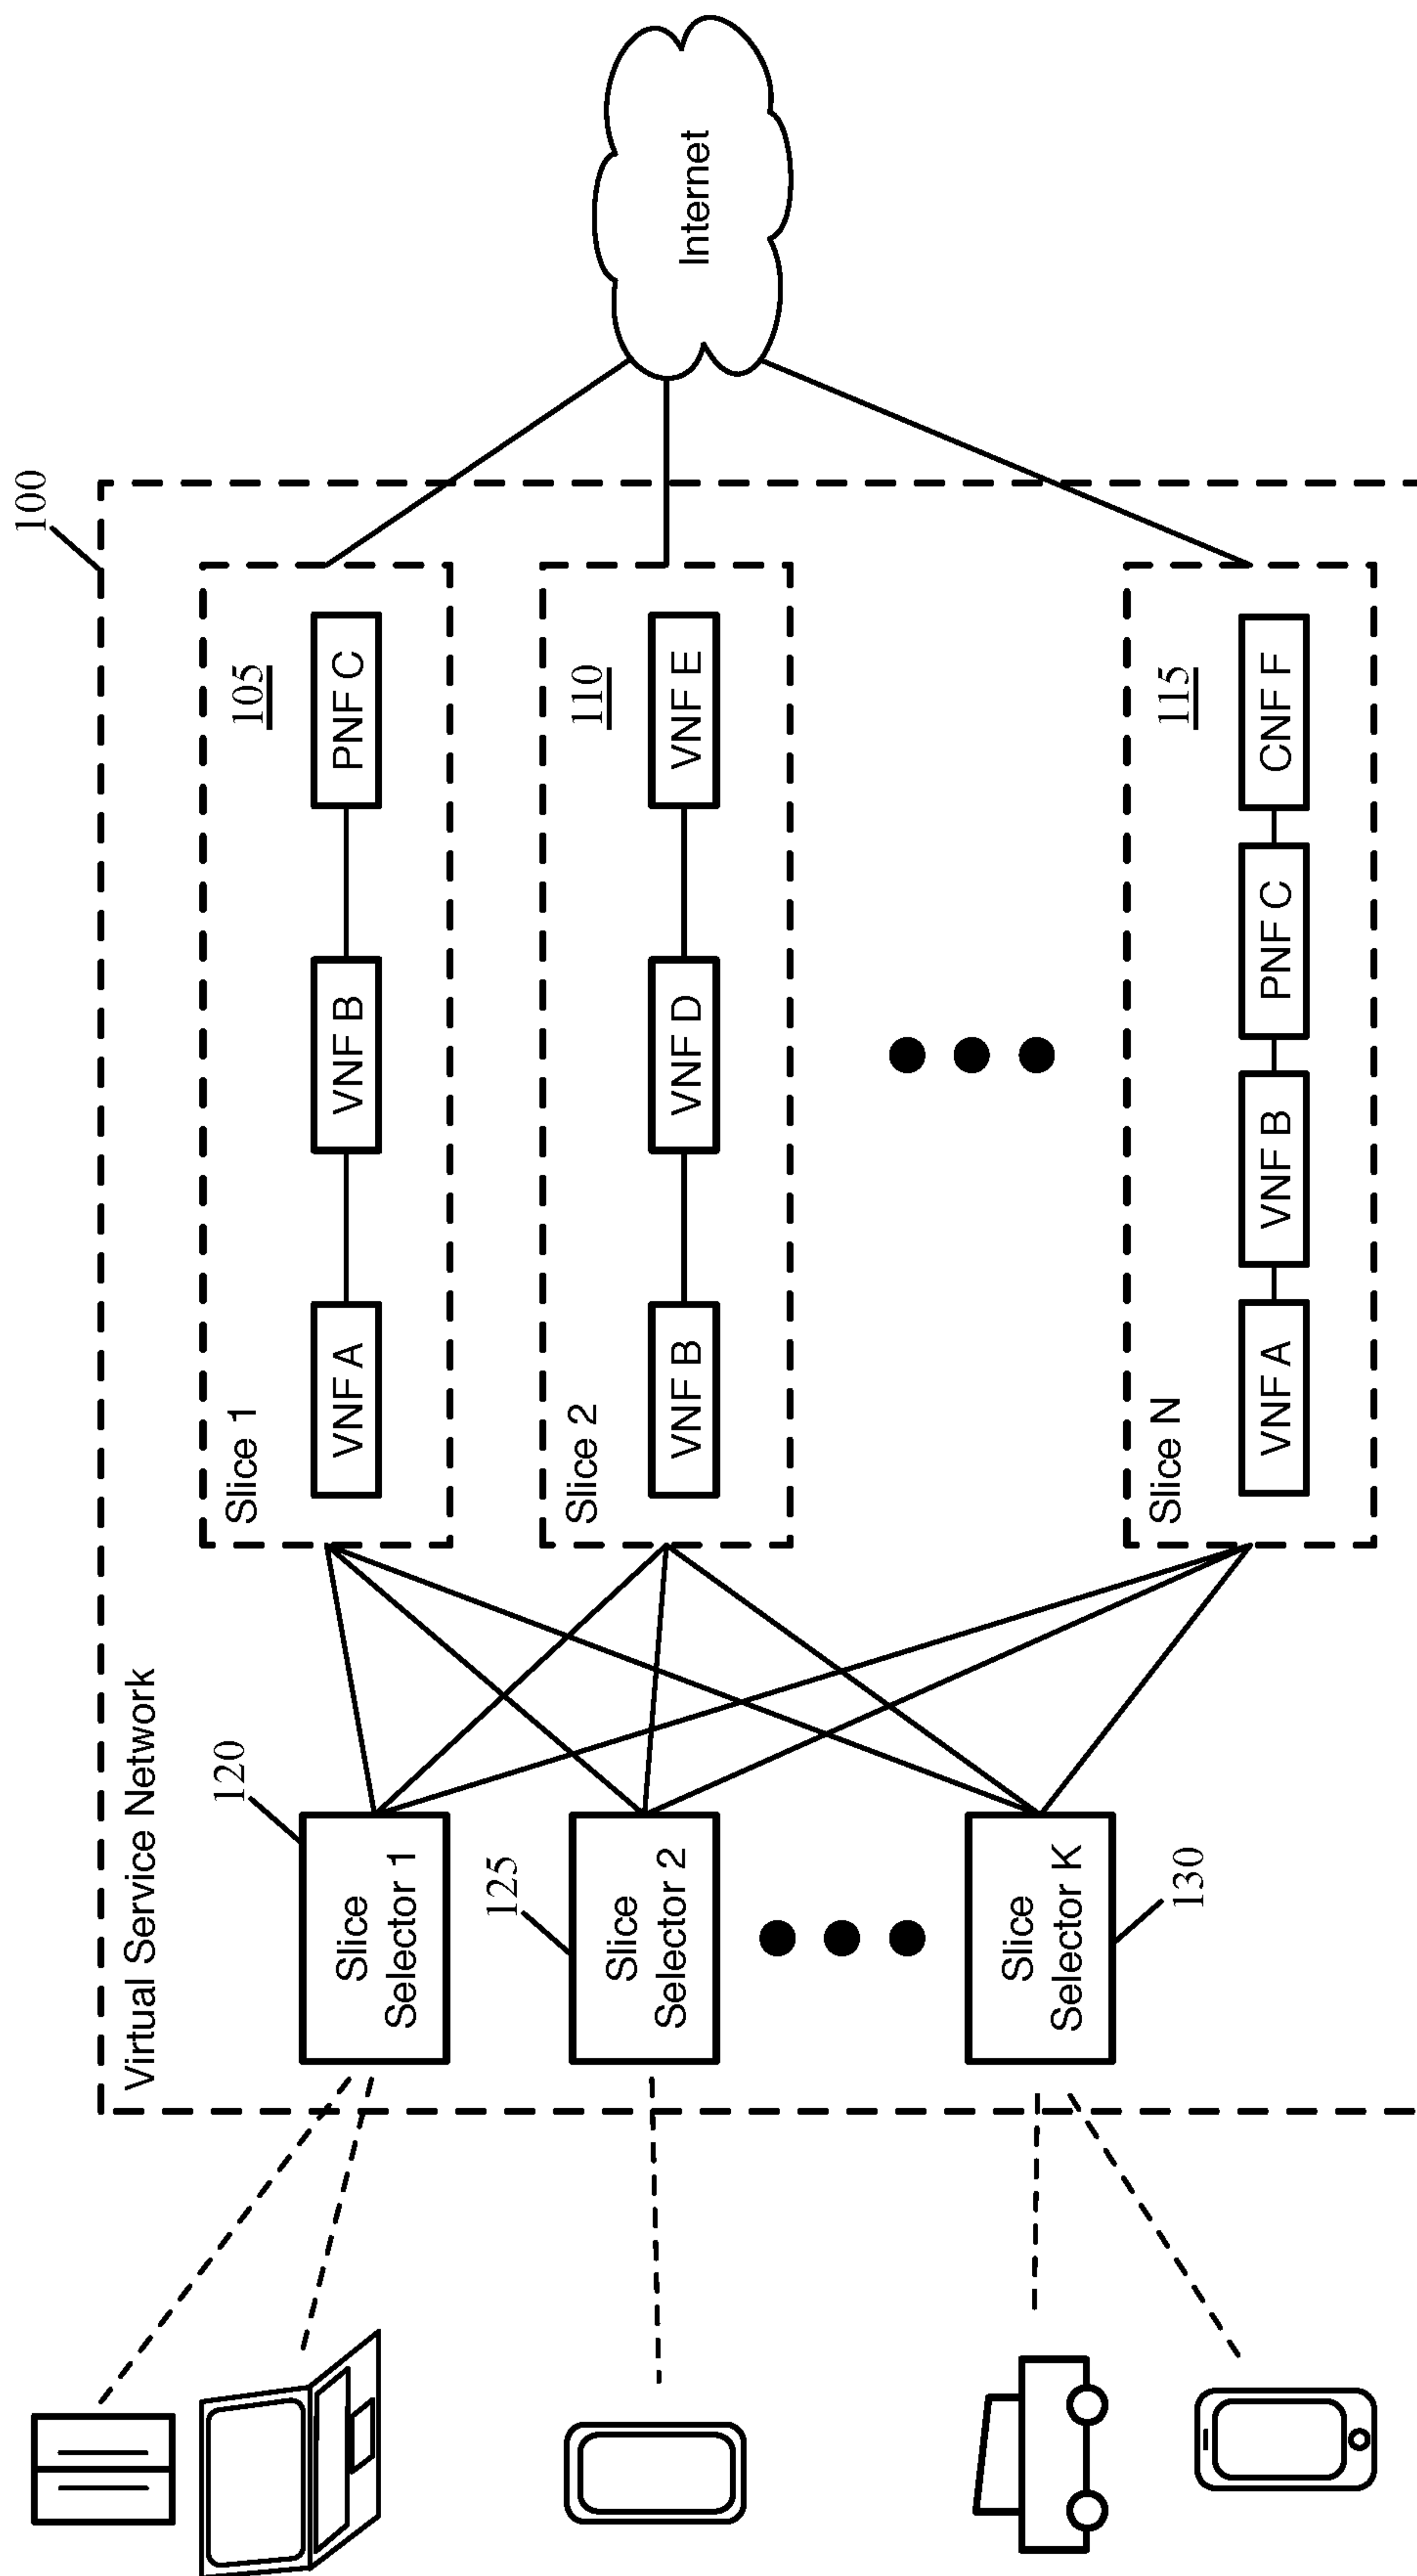 100
Virtual Service Network
120
Slice
Selector 1
125
Slice
Selector 2
Slice
Selector K
130
Slice 1
105
VNF A
VNF B
PNF C
Slice 2
110
VNF B
VNF D
VNF E
Slice N
115
VNF A
VNF B
PNF C
CNF F
Internet